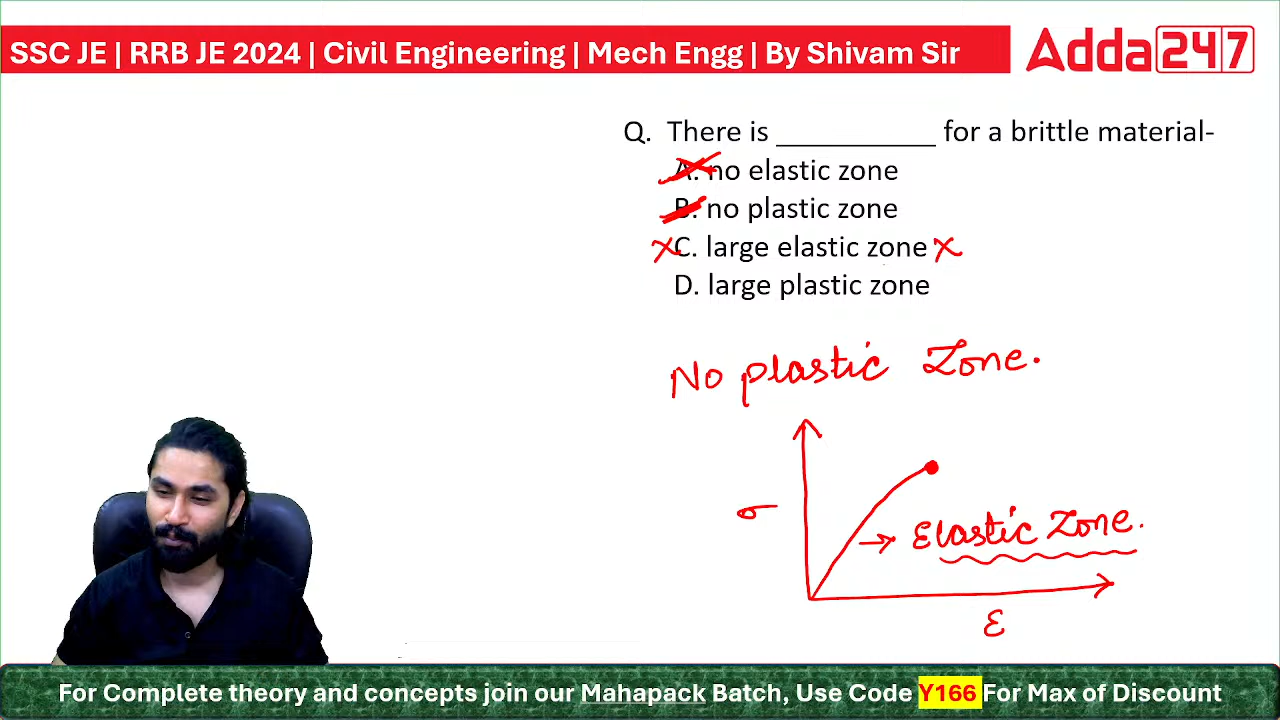 SSC JE | RRB JE 2024 | Civil Engineering | Mech Engg | By Shivam Sir
Adda247
Q. There is __________ for a brittle material-
A. no elastic zone
B. no plastic zone
C. large elastic zone
D. large plastic zone
No plastic Zone.
σ
Elastic Zone.
ε
For Complete theory and concepts join our Mahapack Batch, Use Code Y166 For Max of Discount